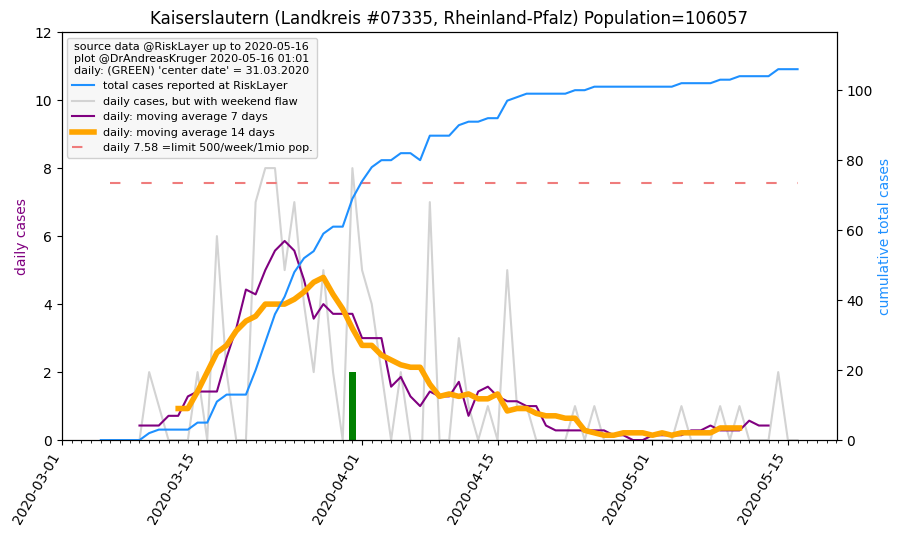 Kaiserslautern (Landkreis #07335, Rheinland-Pfalz) Population=106057
source data @RiskLayer up to 2020-05-16
plot @DrAndreasKruger 2020-05-16 01:01
daily: (GREEN) 'center date' = 31.03.2020
total cases reported at RiskLayer
daily cases, but with weekend flaw
daily: moving average 7 days
daily: moving average 14 days
daily 7.58 =limit 500/week/1mio pop.
daily cases
12
10
8
6
4
2
0
cumulative total cases
100
80
60
40
20
0
2020-03-01
2020-03-15
2020-04-01
2020-04-15
2020-05-01
2020-05-15